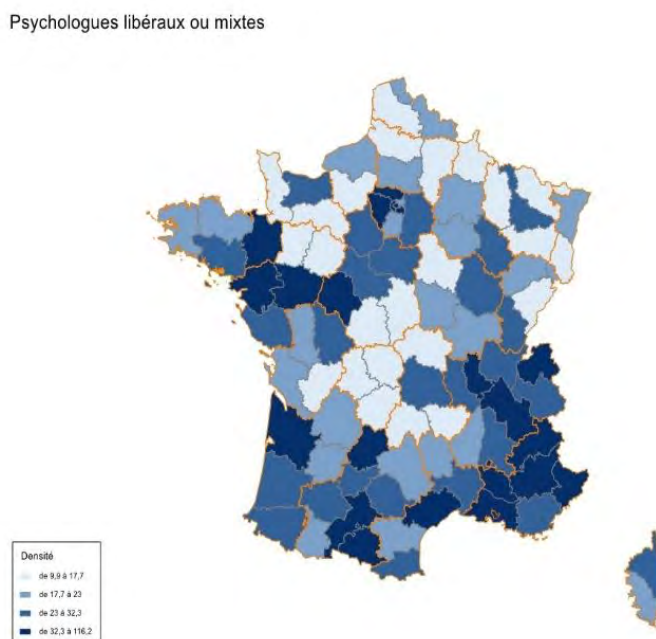 Psychologues libéraux ou mixtes
Densité
de 9,9 à 17,7
de 17,7 à 23
de 23 à 32,3
de 32,3 à 116,2